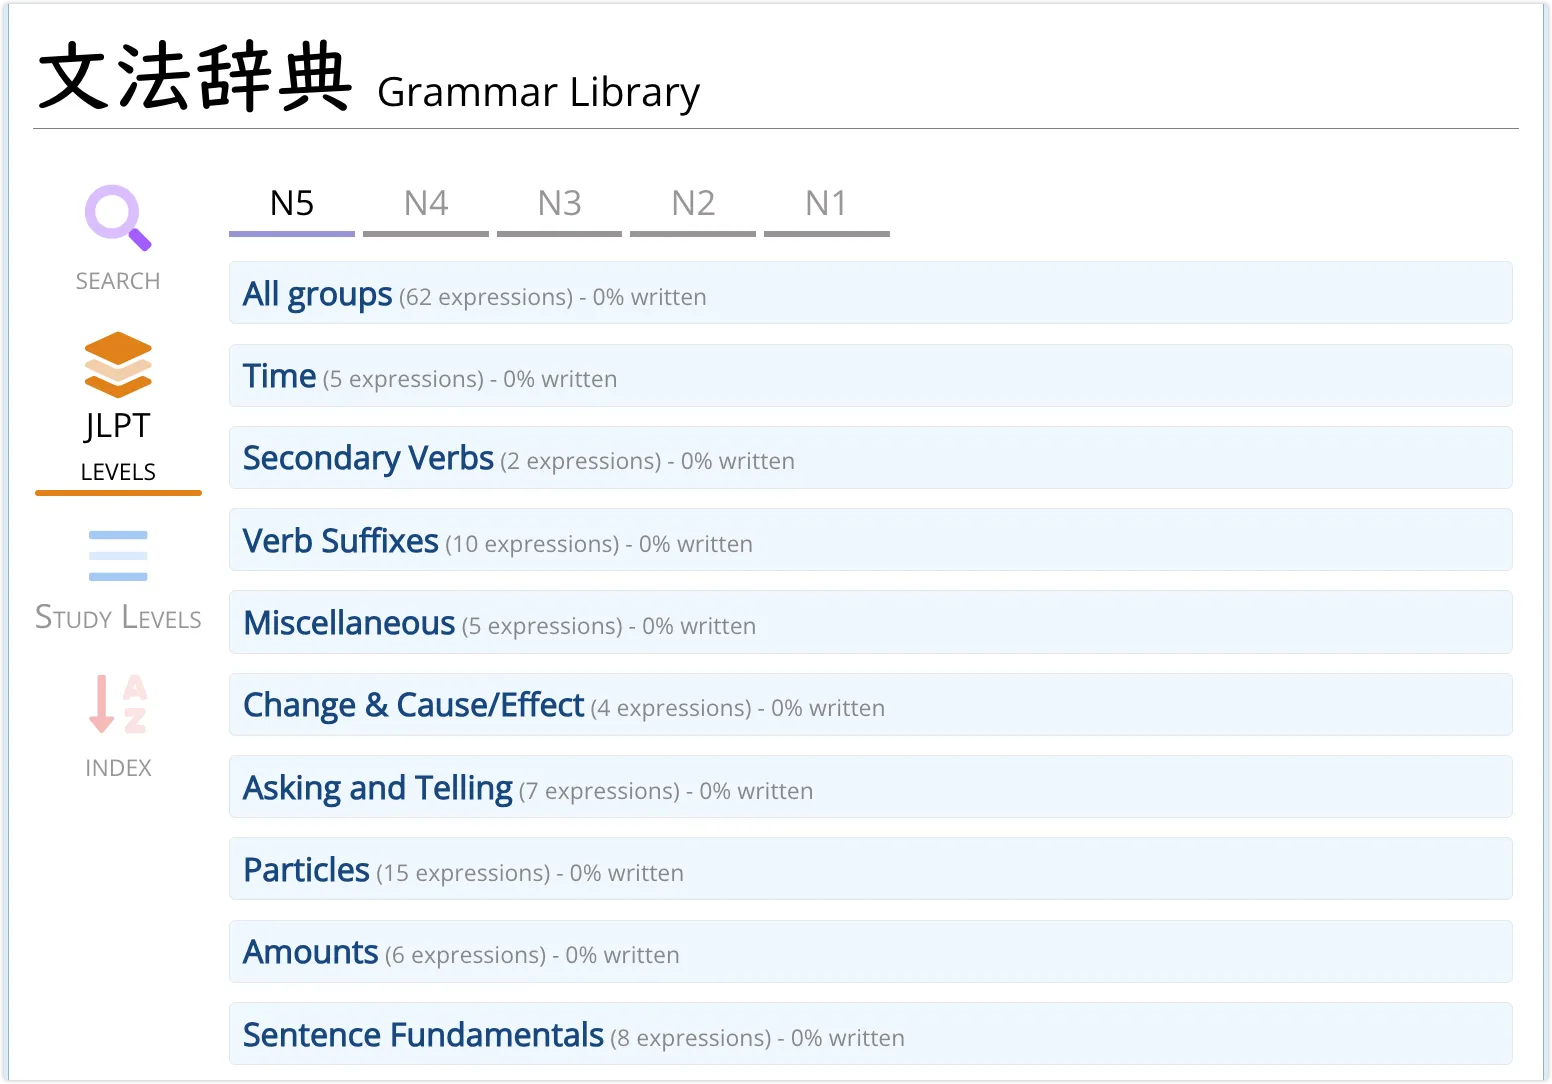 文法辞典 Grammar Library
SEARCH
JLPT
LEVELS
STUDY LEVELS
A
Z
INDEX
N5 N4 N3 N2 N1
All groups (62 expressions) - 0% written
Time (5 expressions) - 0% written
Secondary Verbs (2 expressions) - 0% written
Verb Suffixes (10 expressions) - 0% written
Miscellaneous (5 expressions) - 0% written
Change & Cause/Effect (4 expressions) - 0% written
Asking and Telling (7 expressions) - 0% written
Particles (15 expressions) - 0% written
Amounts (6 expressions) - 0% written
Sentence Fundamentals (8 expressions) - 0% written